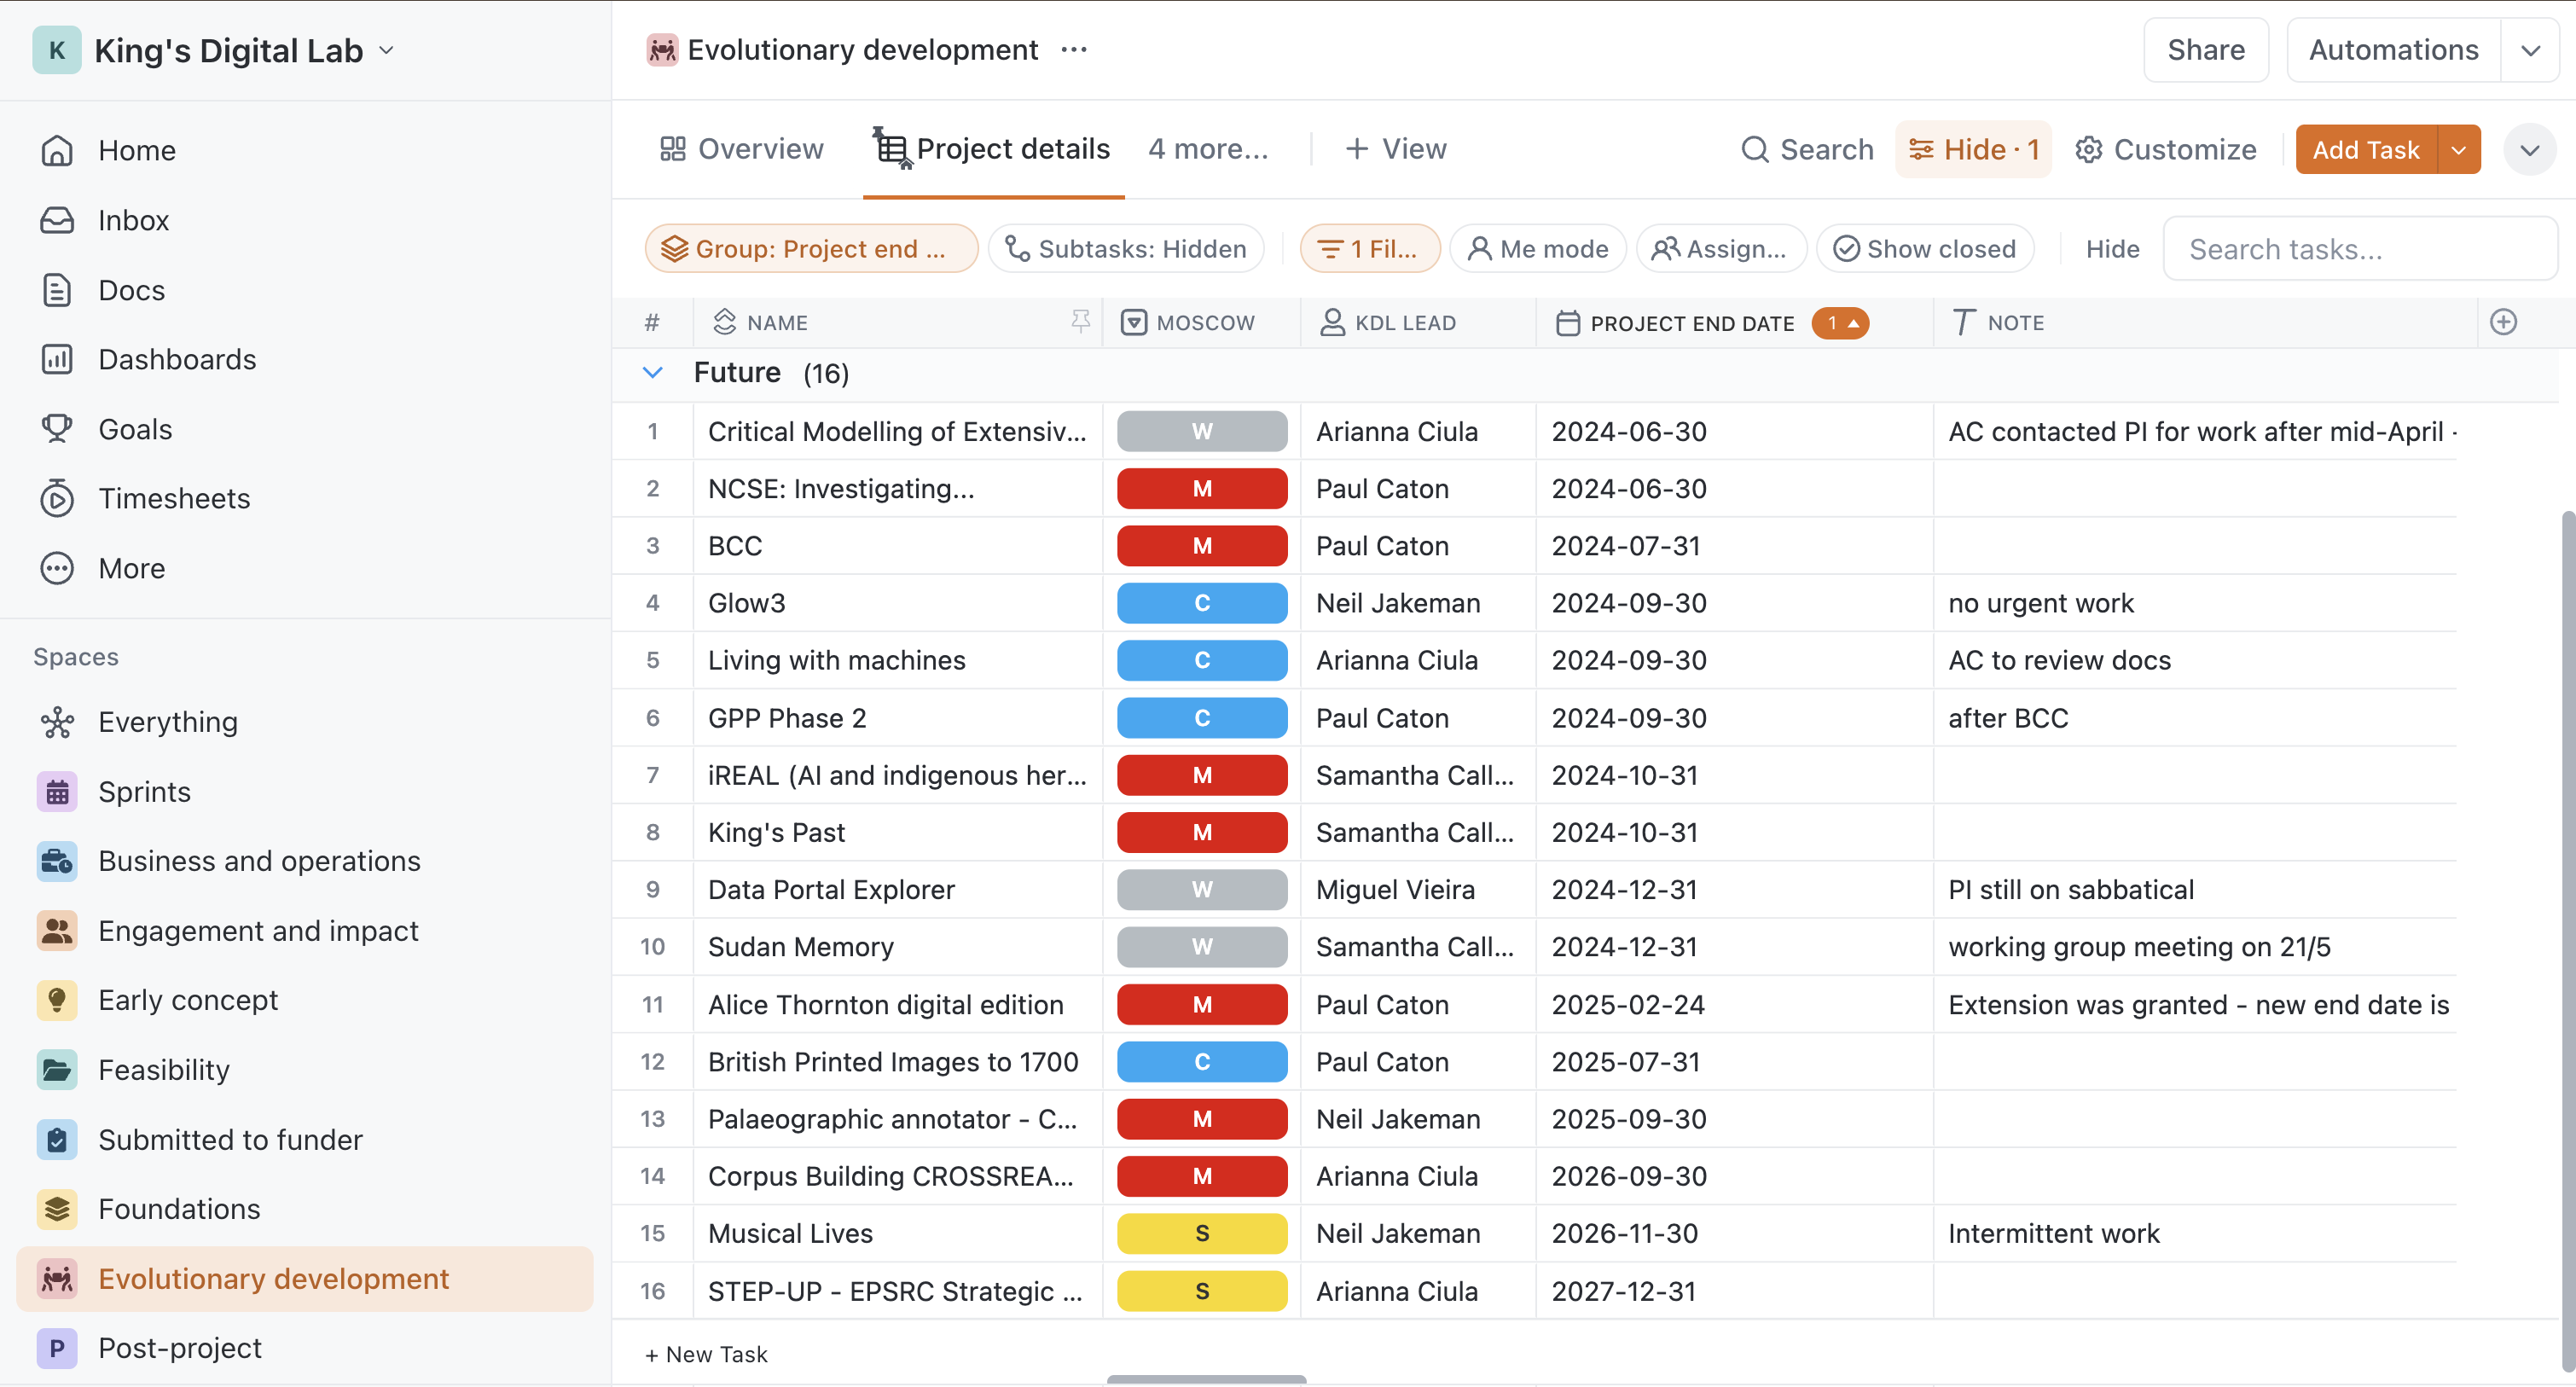 K King's Digital Lab
Home
Inbox
Docs
Dashboards
Goals
Timesheets
More
Spaces
Everything
Sprints
Business and operations
Engagement and impact
Early concept
Feasibility
Submitted to funder
Foundations
Evolutionary development
P Post-project
Evolutionary development ...
Share Automations
Overview Project details 4 more... + View Search Hide · 1 Customize Add Task
Group: Project end ... Subtasks: Hidden 1 Fil... Me mode Assign... Show closed Hide Search tasks...
# NAME MOSCOW KDL LEAD PROJECT END DATE 1 NOTE
Future (16)
1 Critical Modelling of Extensiv... W Arianna Ciula 2024-06-30 AC contacted PI for work after mid-April
2 NCSE: Investigating... M Paul Caton 2024-06-30
3 BCC M Paul Caton 2024-07-31
4 Glow3 C Neil Jakeman 2024-09-30 no urgent work
5 Living with machines C Arianna Ciula 2024-09-30 AC to review docs
6 GPP Phase 2 C Paul Caton 2024-09-30 after BCC
7 iREAL (AI and indigenous her... M Samantha Call... 2024-10-31
8 King's Past M Samantha Call... 2024-10-31
9 Data Portal Explorer W Miguel Vieira 2024-12-31 PI still on sabbatical
10 Sudan Memory W Samantha Call... 2024-12-31 working group meeting on 21/5
11 Alice Thornton digital edition M Paul Caton 2025-02-24 Extension was granted - new end date is
12 British Printed Images to 1700 C Paul Caton 2025-07-31
13 Palaeographic annotator - C... M Neil Jakeman 2025-09-30
14 Corpus Building CROSSREA... M Arianna Ciula 2026-09-30
15 Musical Lives S Neil Jakeman 2026-11-30 Intermittent work
16 STEP-UP - EPSRC Strategic ... S Arianna Ciula 2027-12-31
+ New Task